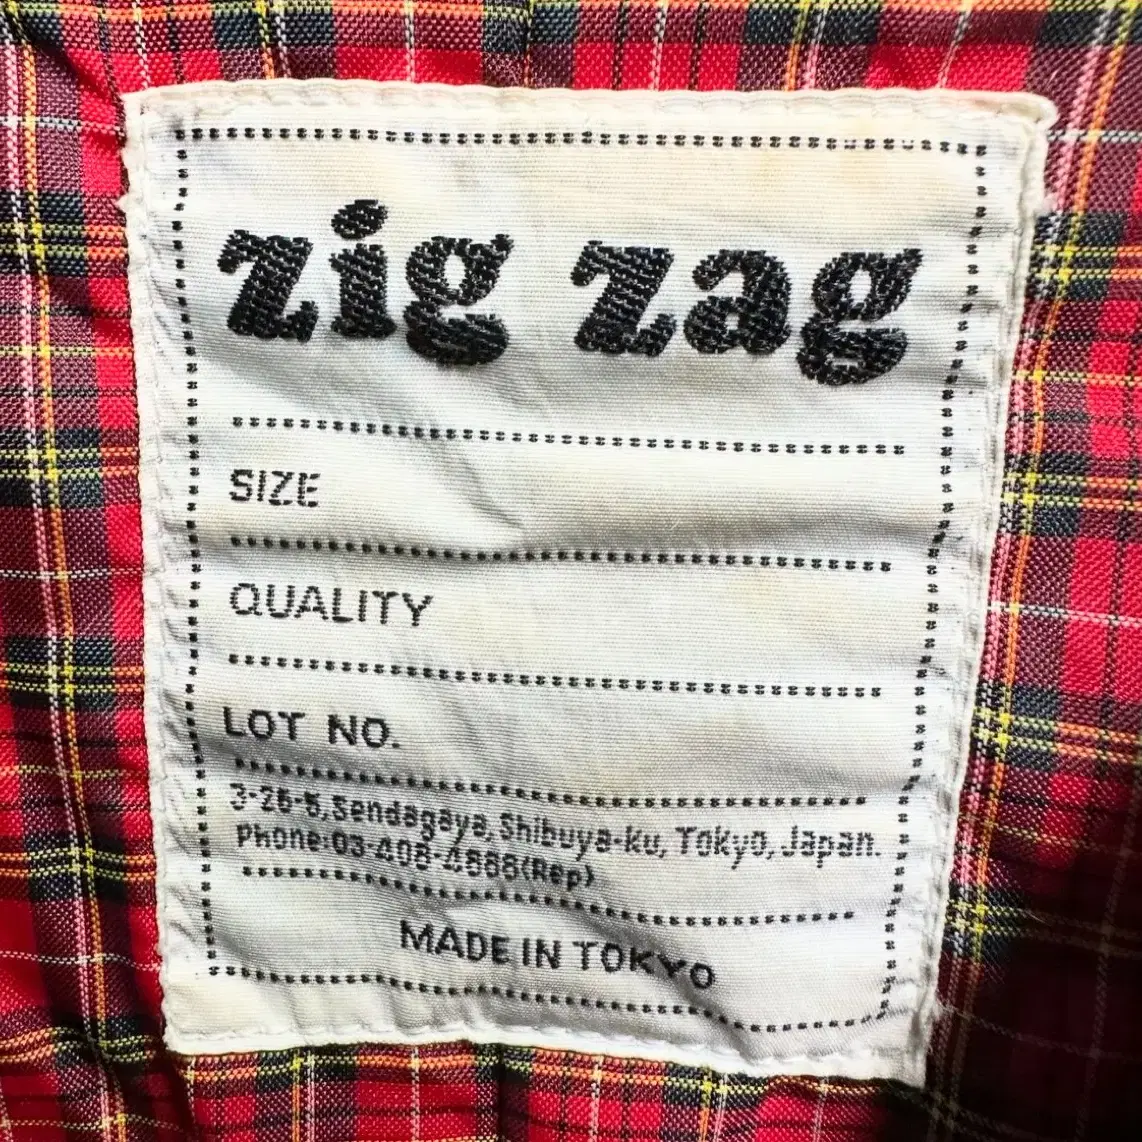 zig zag
SIZE
QUALITY
LOT NO.
3-26-5, Sendagaya, Shibuya-ku, Tokyo, Japan.
Phone:03-408-4888(Rep)
MADE IN TOKYO